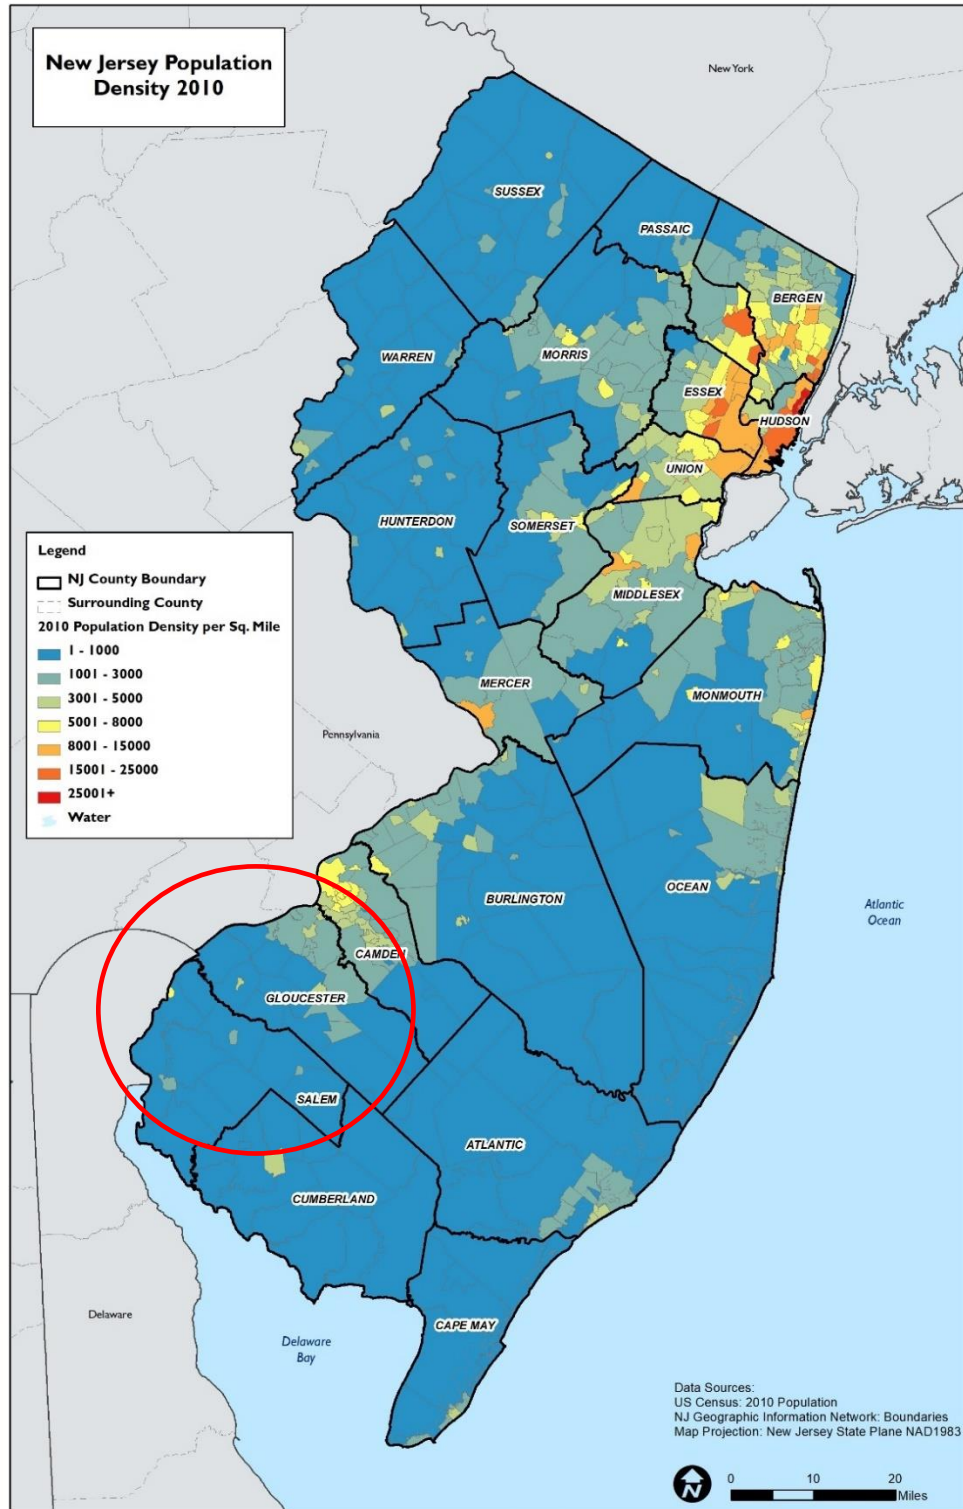 New Jersey Population
Density 2010
New York
SUSSEX
PASSAIC
BERGEN
WARREN
MORRIS
ESSEX
HUDSON
UNION
HUNTERDON
SOMERSET
Legend
NJ County Boundary
Surrounding County
2010 Population Density per Sq. Mile
1 - 1000
1001 - 3000
3001 - 5000
5001 - 8000
8001 - 15000
15001 - 25000
25001+
Water
MIDDLESEX
MERCER
MONMOUTH
Pennsylvania
OCEAN
BURLINGTON
Atlantic
Ocean
CAMDEN
GLOUCESTER
SALEM
ATLANTIC
CUMBERLAND
Delaware
CAPE MAY
Delaware
Bay
Data Sources:
US Census: 2010 Population
NJ Geographic Information Network: Boundaries
Map Projection: New Jersey State Plane NAD1983
N
0 10 20
Miles